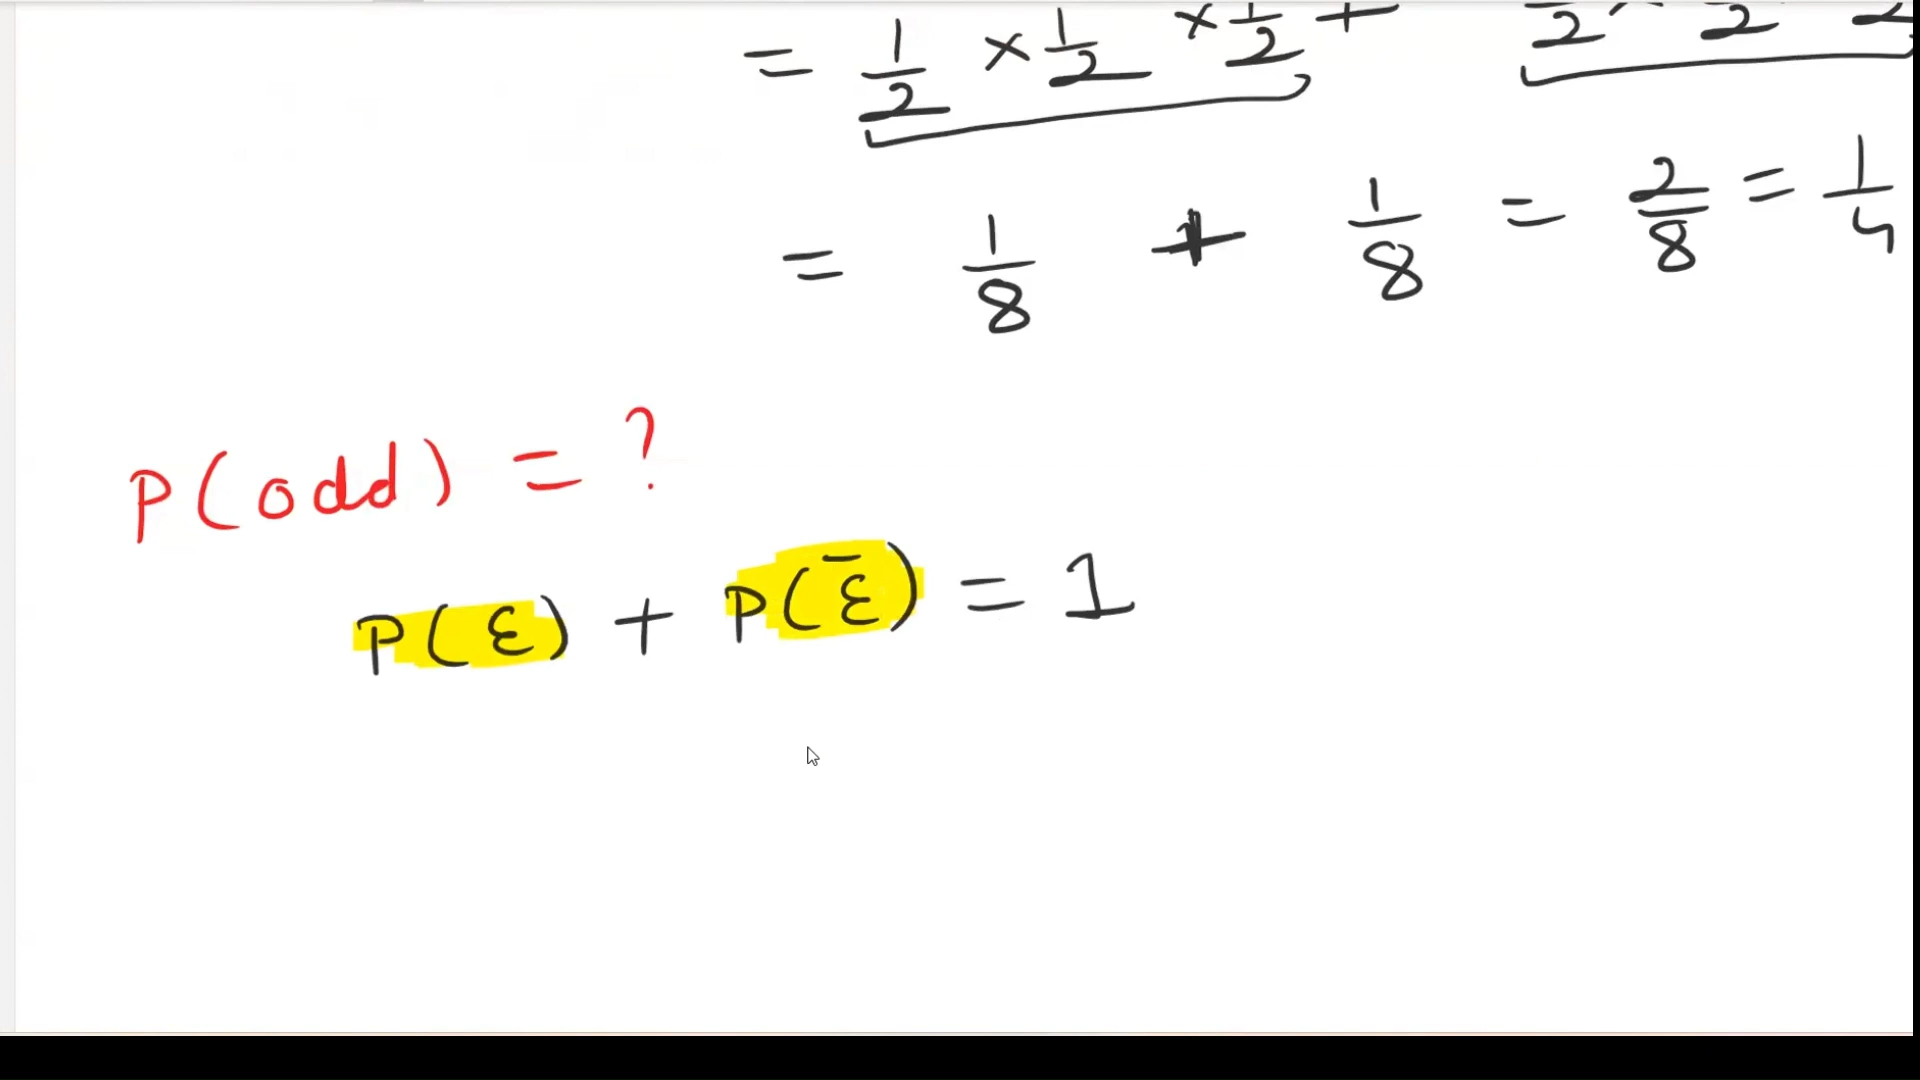 = 1/2 × 1/2 × 1/2 +
= 1/8 + 1/8 = 2/8 = 1/4
P(odd) = ?
P(ε) + P(ε̄) = 1